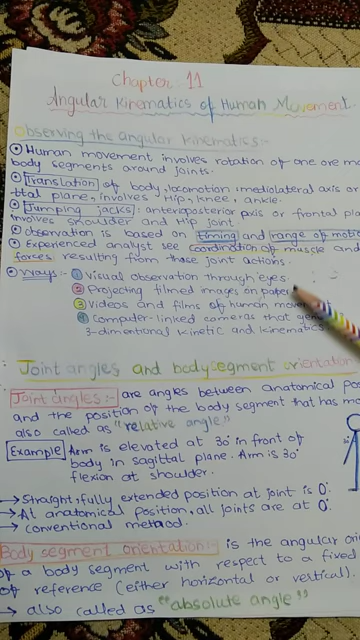 Chapter 11
Angular Kinematics of Human Movement
Observing the angular kinematics:-
Human movement involves rotation of one ore
body segments around joints.
Translation of body, locomotion: mediolateral axis or
ttal plane, involves Hip, knee, ankle.
Jumping jacks: anteroposterior axis or frontal
involves shoulder and Hip joint
observation is based on timing and range of
Experienced analyst see coordination of muscle and
forces resulting from those joint actions.
ways:- 1 Visual observation through eyes.
2 Projecting filmed images on paper
3 Videos and films of human
4 Computer-linked cameras that
3-dimentional kinetic and kinematics
Joint angles and body segment orientation
Joint angles:- are angles between anatomical
and the position of the body segment that has
also called as "relative angle"
Example Arm is elevated at 30° in front of
body in sagittal plane. Arm is 30°
flexion at shoulder.
→ Straight, fully extended position at joint is 0°.
→ At anatomical position, all joints are at 0°.
→ conventional method.
Body segment orientation:- is the angular
of a body segment with respect to a fixed
of reference (either horizontal or vertical).
→ also called as "absolute angle"